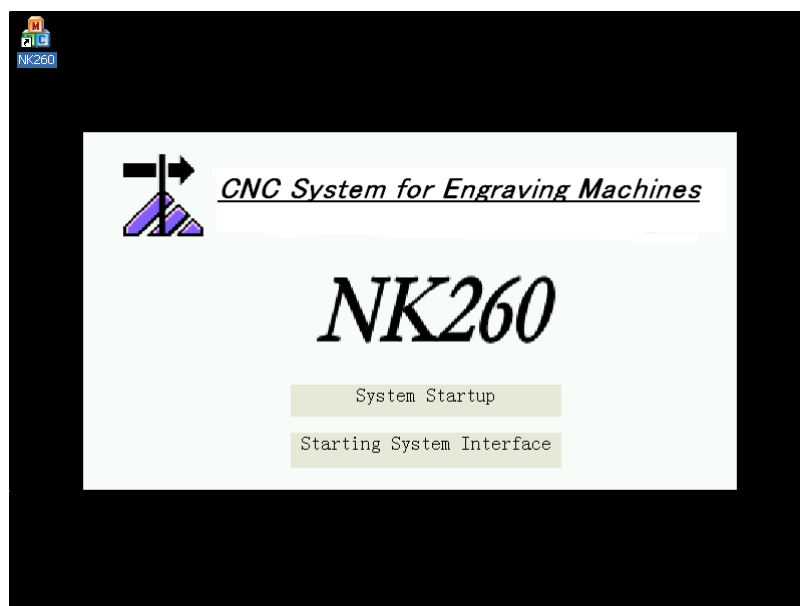 NK260
CNC System for Engraving Machines
NK260
System Startup
Starting System Interface